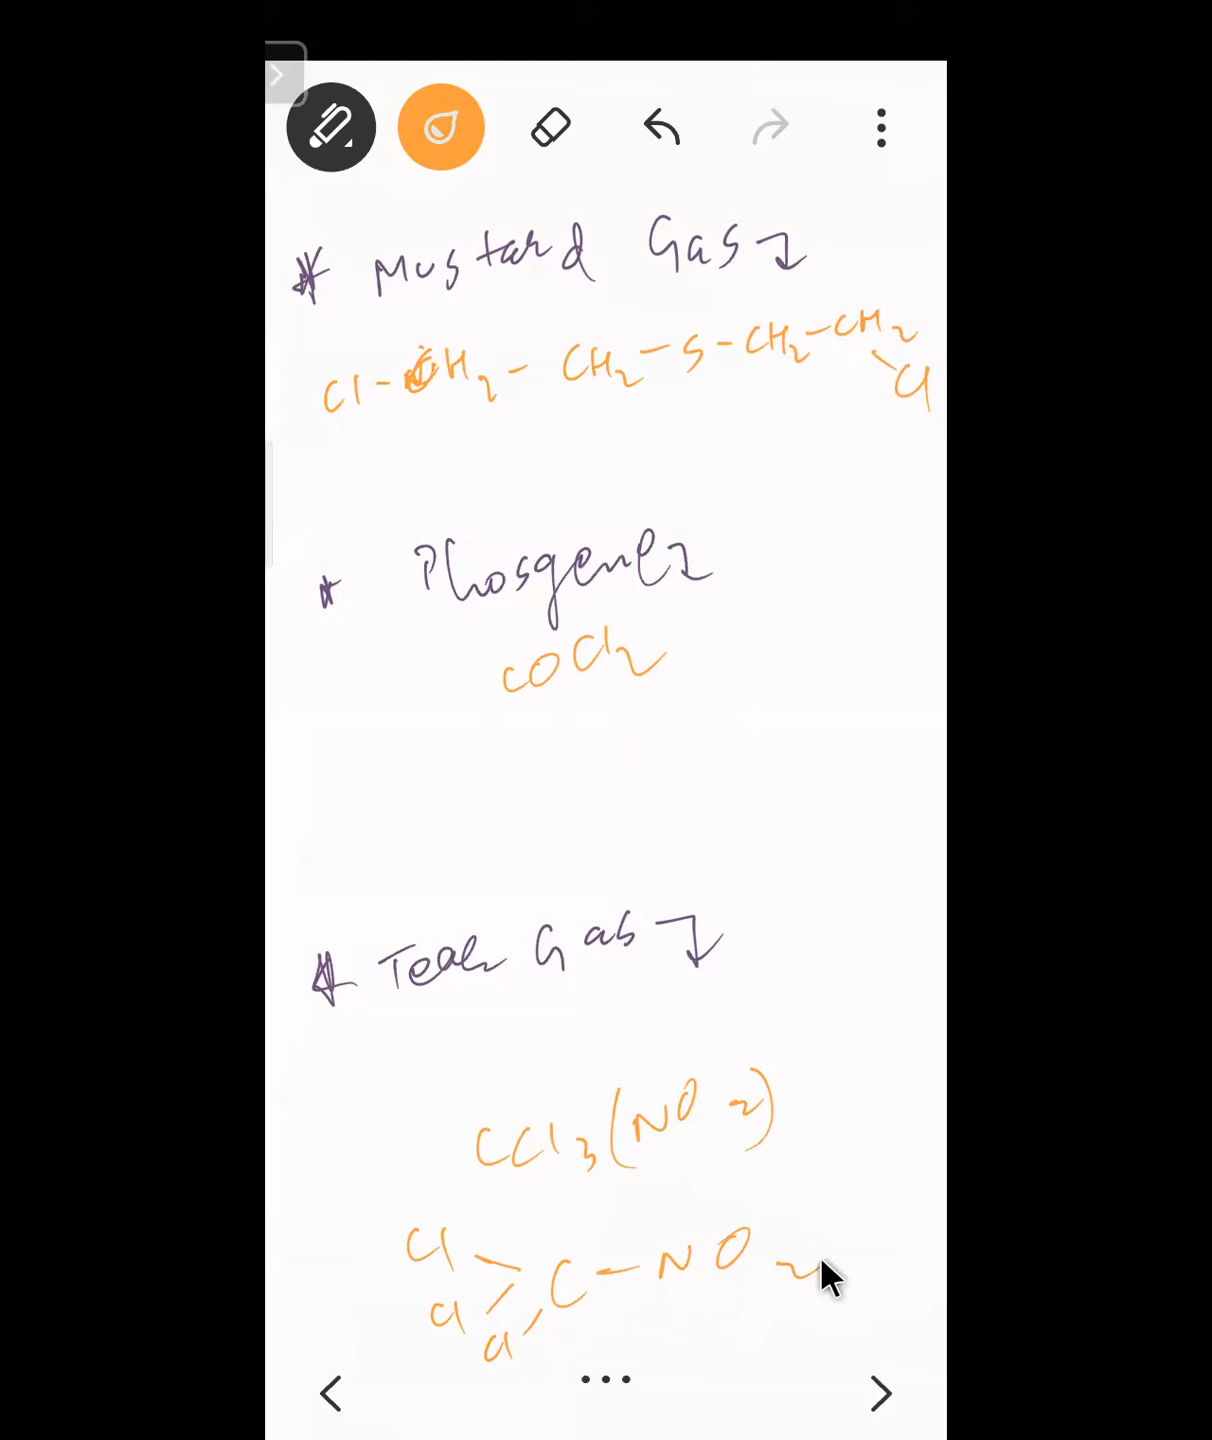 * Mustard Gas
Cl-CH2-CH2-S-CH2-CH2
Cl
* Phosgene
COCl2
* Tear Gas
CCl3(NO2)
Cl
C-NO2
Cl
Cl